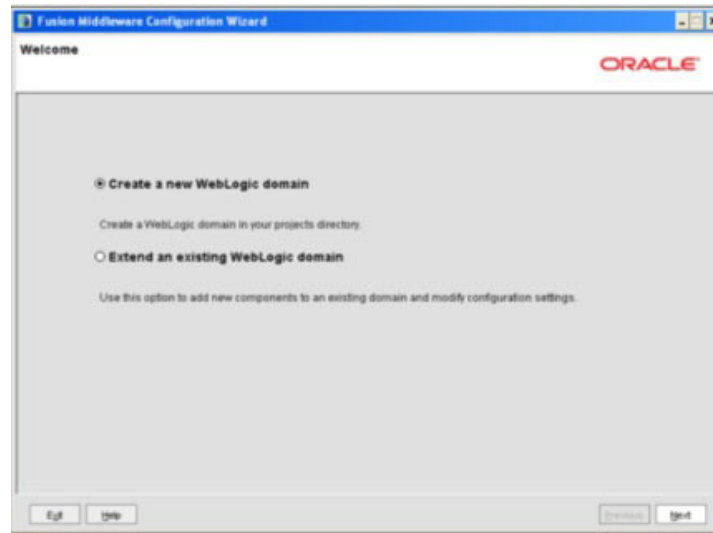 Fusion Middleware Configuration Wizard
Welcome
ORACLE
Create a new WebLogic domain
Create a WebLogic domain in your projects directory.
Extend an existing WebLogic domain
Use this option to add new components to an existing domain and modify configuration settings.
Exit Help Previous Next